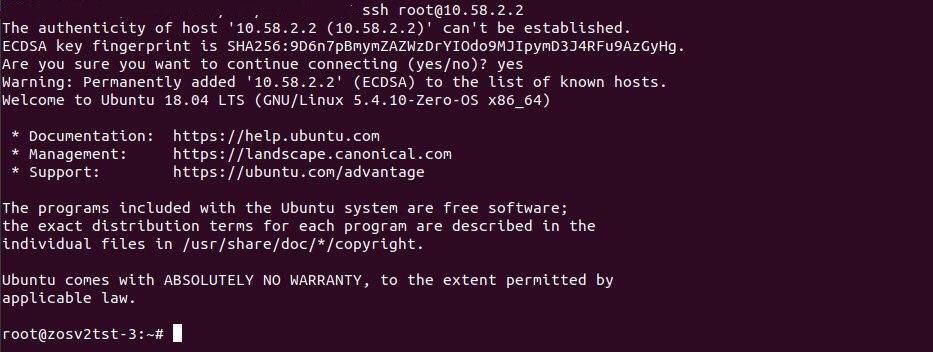 ssh root@10.58.2.2
The authenticity of host '10.58.2.2 (10.58.2.2)' can't be established.
ECDSA key fingerprint is SHA256:9D6n7pBmymZAZWzDrYIOdo9MJIpymD3J4RFu9AzGyHg.
Are you sure you want to continue connecting (yes/no)? yes
Warning: Permanently added '10.58.2.2' (ECDSA) to the list of known hosts.
Welcome to Ubuntu 18.04 LTS (GNU/Linux 5.4.10-Zero-OS x86_64)
* Documentation:  https://help.ubuntu.com
* Management:     https://landscape.canonical.com
* Support:        https://ubuntu.com/advantage
The programs included with the Ubuntu system are free software;
the exact distribution terms for each program are described in the
individual files in /usr/share/doc/*/copyright.
Ubuntu comes with ABSOLUTELY NO WARRANTY, to the extent permitted by
applicable law.
root@zosv2tst-3:~#